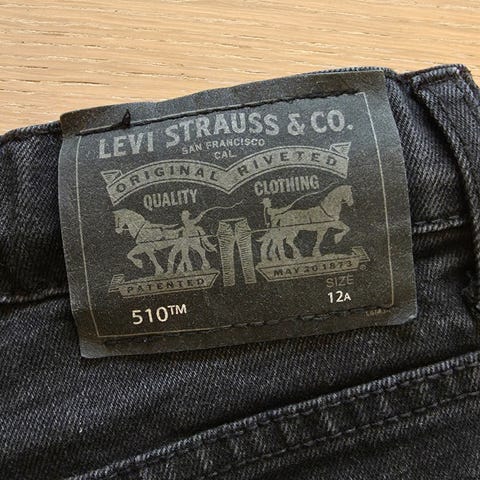 LEVI STRAUSS & CO.
SAN FRANCISCO
CAL.
ORIGINAL RIVETED
QUALITY CLOTHING
PATENTED MAY 20 1873
SIZE
510™ 12A